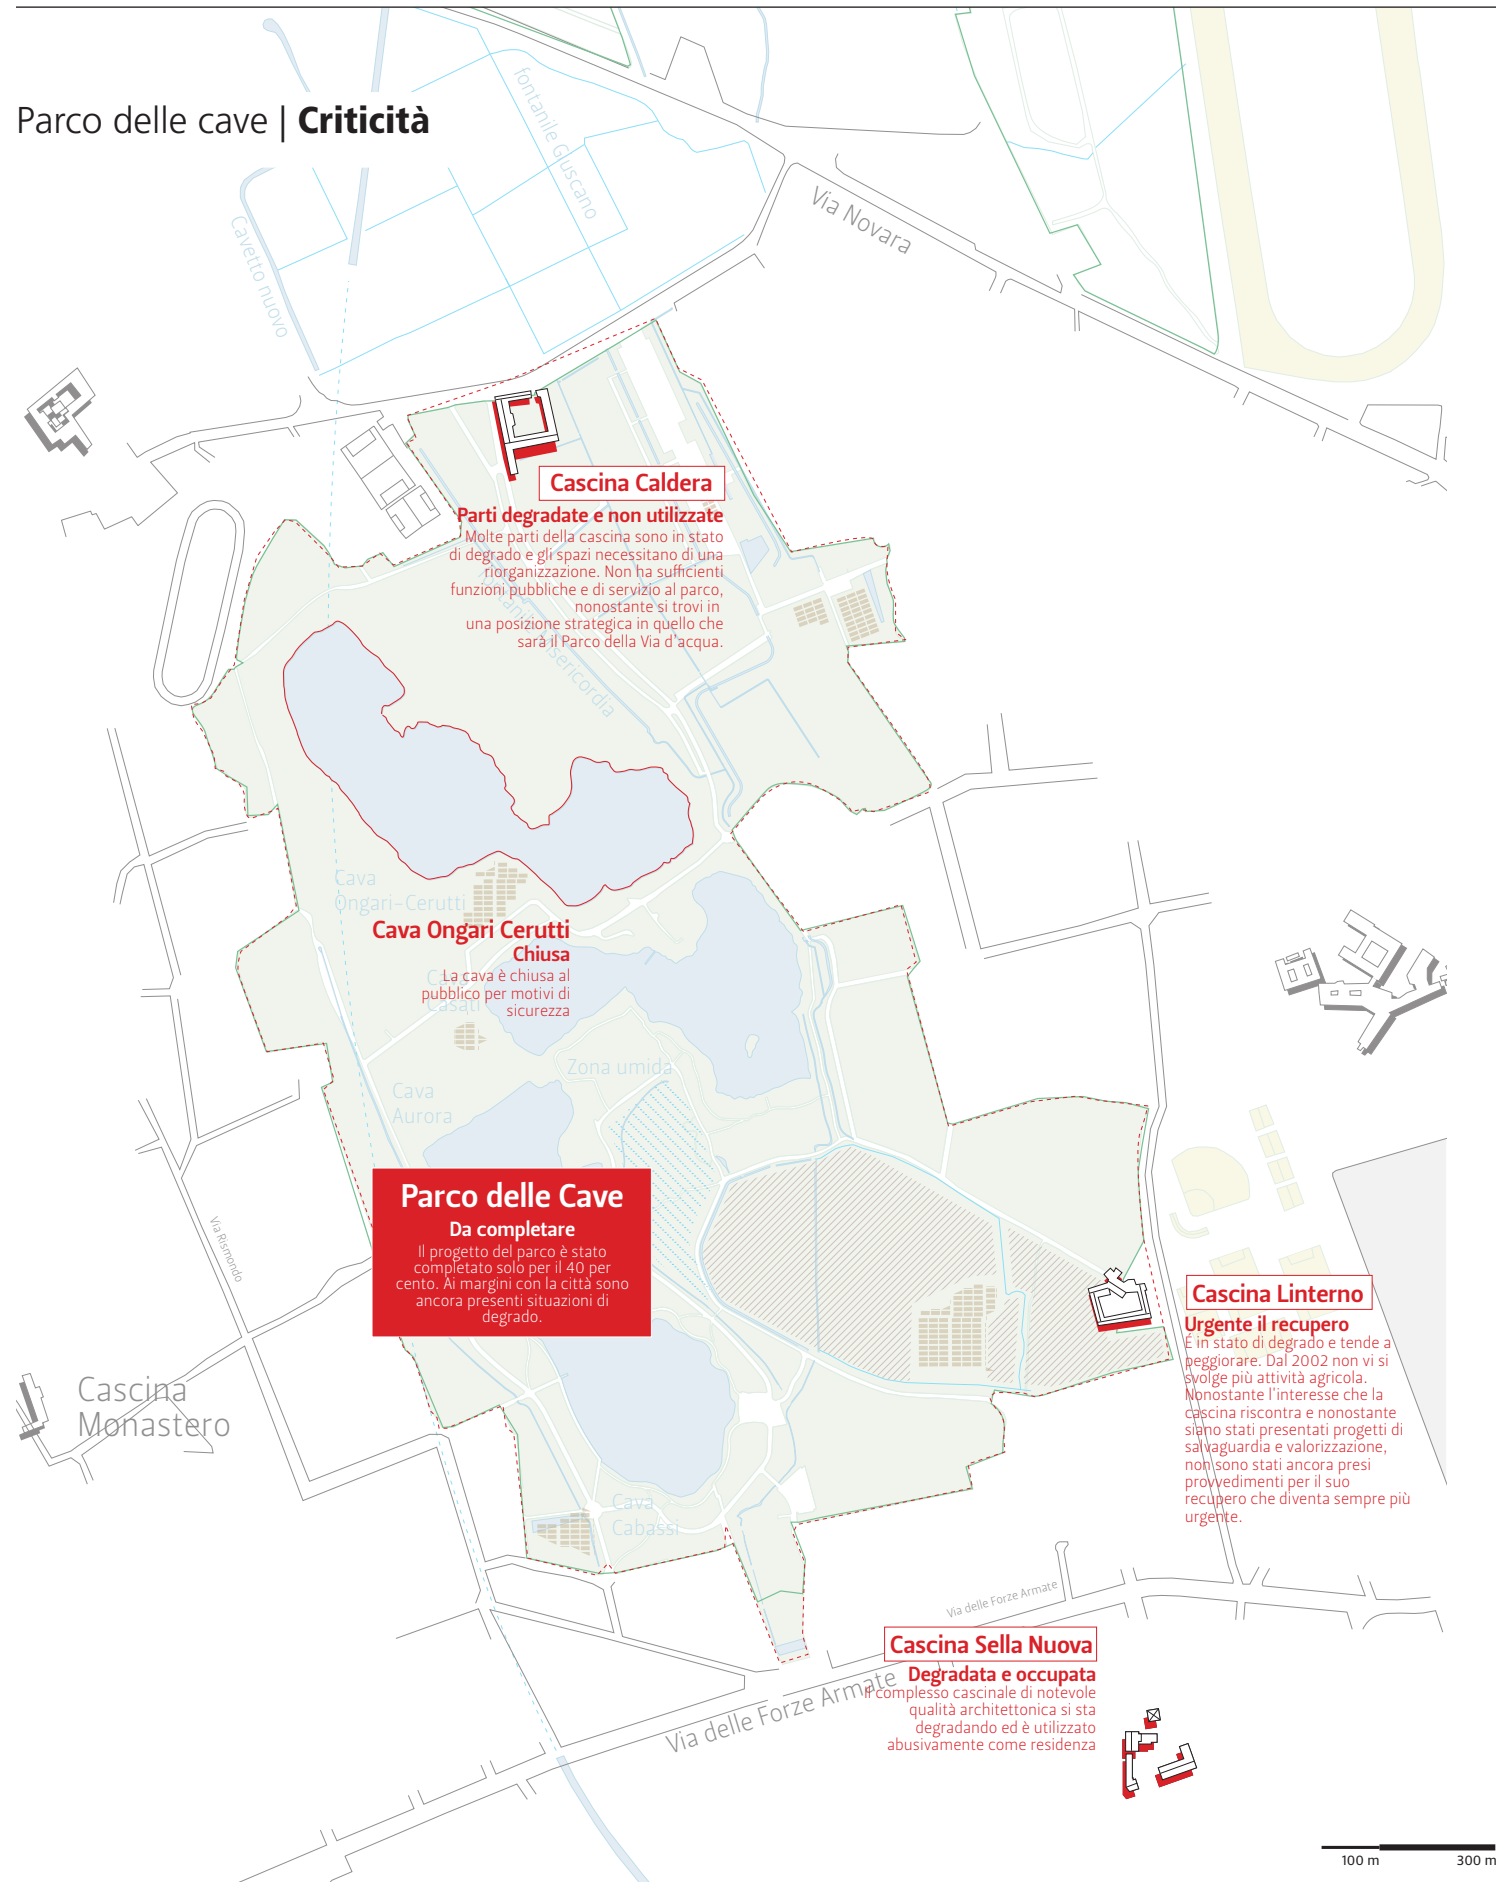 Parco delle cave | Criticità
fontanile Giuscano
Cavetto nuovo
Via Novara
Cascina Caldera
Parti degradate e non utilizzate
Molte parti della cascina sono in stato
di degrado e gli spazi necessitano di una
riorganizzazione. Non ha sufficienti
funzioni pubbliche e di servizio al parco,
nonostante si trovi in
una posizione strategica in quello che
sarà il Parco della Via d'acqua.
fontanile Misericordia
Cava
Ongari-Cerutti
Cava Ongari Cerutti
Chiusa
La cava è chiusa al
pubblico per motivi di
sicurezza
Cava
Casati
Zona umida
Cava
Aurora
Parco delle Cave
Da completare
Il progetto del parco è stato
completato solo per il 40 per
cento. Ai margini con la città sono
ancora presenti situazioni di
degrado.
Via Rismondo
Cascina Linterno
Urgente il recupero
È in stato di degrado e tende a
peggiorare. Dal 2002 non vi si
svolge più attività agricola.
Nonostante l'interesse che la
cascina riscontra e nonostante
siano stati presentati progetti di
salvaguardia e valorizzazione,
non sono stati ancora presi
provvedimenti per il suo
recupero che diventa sempre più
urgente.
Cascina
Monastero
Cava
Cabassi
Via delle Forze Armate
Cascina Sella Nuova
Degradata e occupata
Il complesso cascinale di notevole
qualità architettonica si sta
degradando ed è utilizzato
abusivamente come residenza
Via delle Forze Armate
100 m
300 m